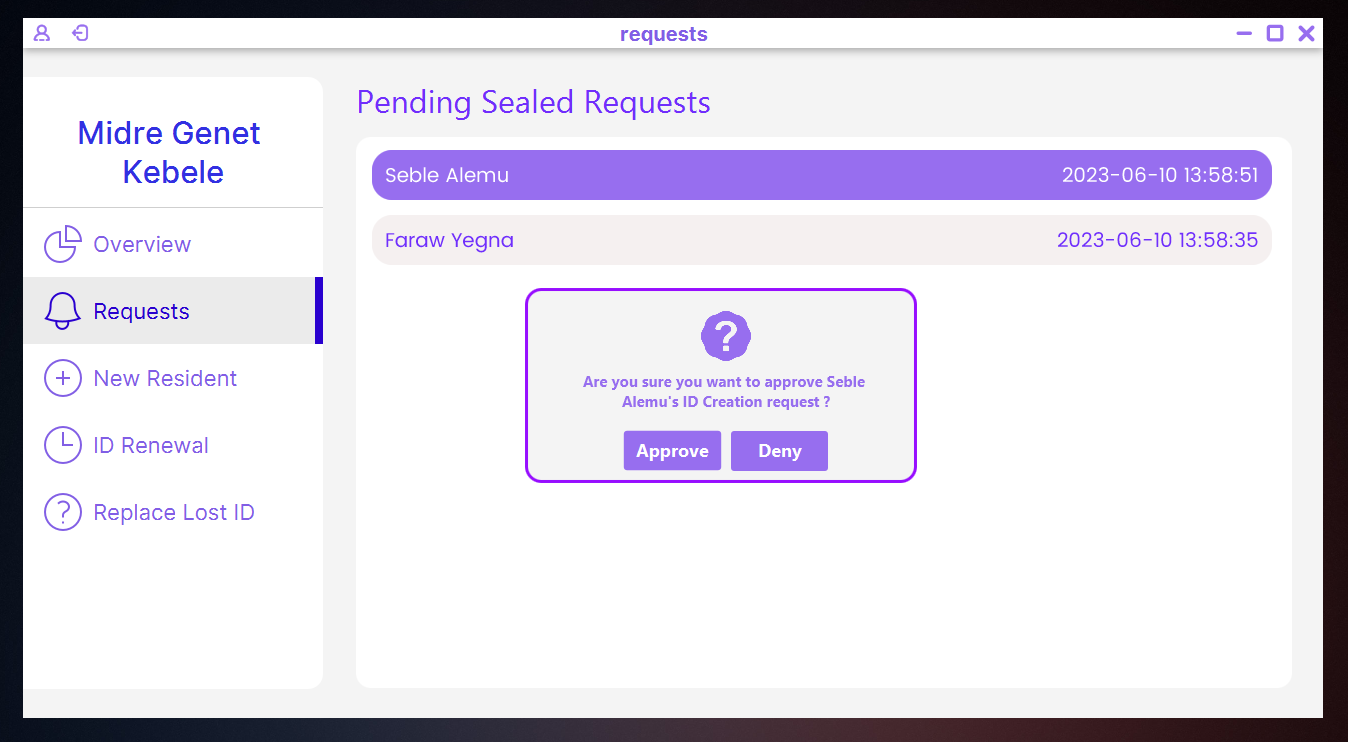 requests
Midre Genet
Kebele
Overview
Requests
New Resident
ID Renewal
Replace Lost ID
Pending Sealed Requests
Seble Alemu 2023-06-10 13:58:51
Faraw Yegna 2023-06-10 13:58:35
Are you sure you want to approve Seble
Alemu's ID Creation request ?
Approve Deny